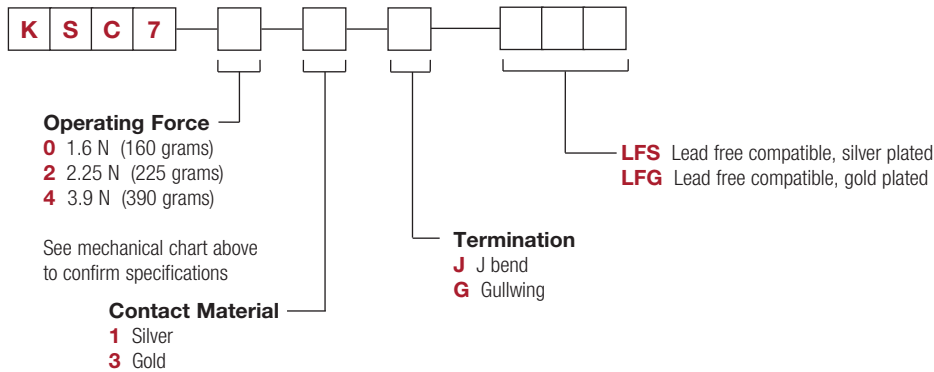 K S C 7
Operating Force
0 1.6 N (160 grams)
2 2.25 N (225 grams)
4 3.9 N (390 grams)
See mechanical chart above
to confirm specifications
Contact Material
1 Silver
3 Gold
Termination
J J bend
G Gullwing
LFS Lead free compatible, silver plated
LFG Lead free compatible, gold plated